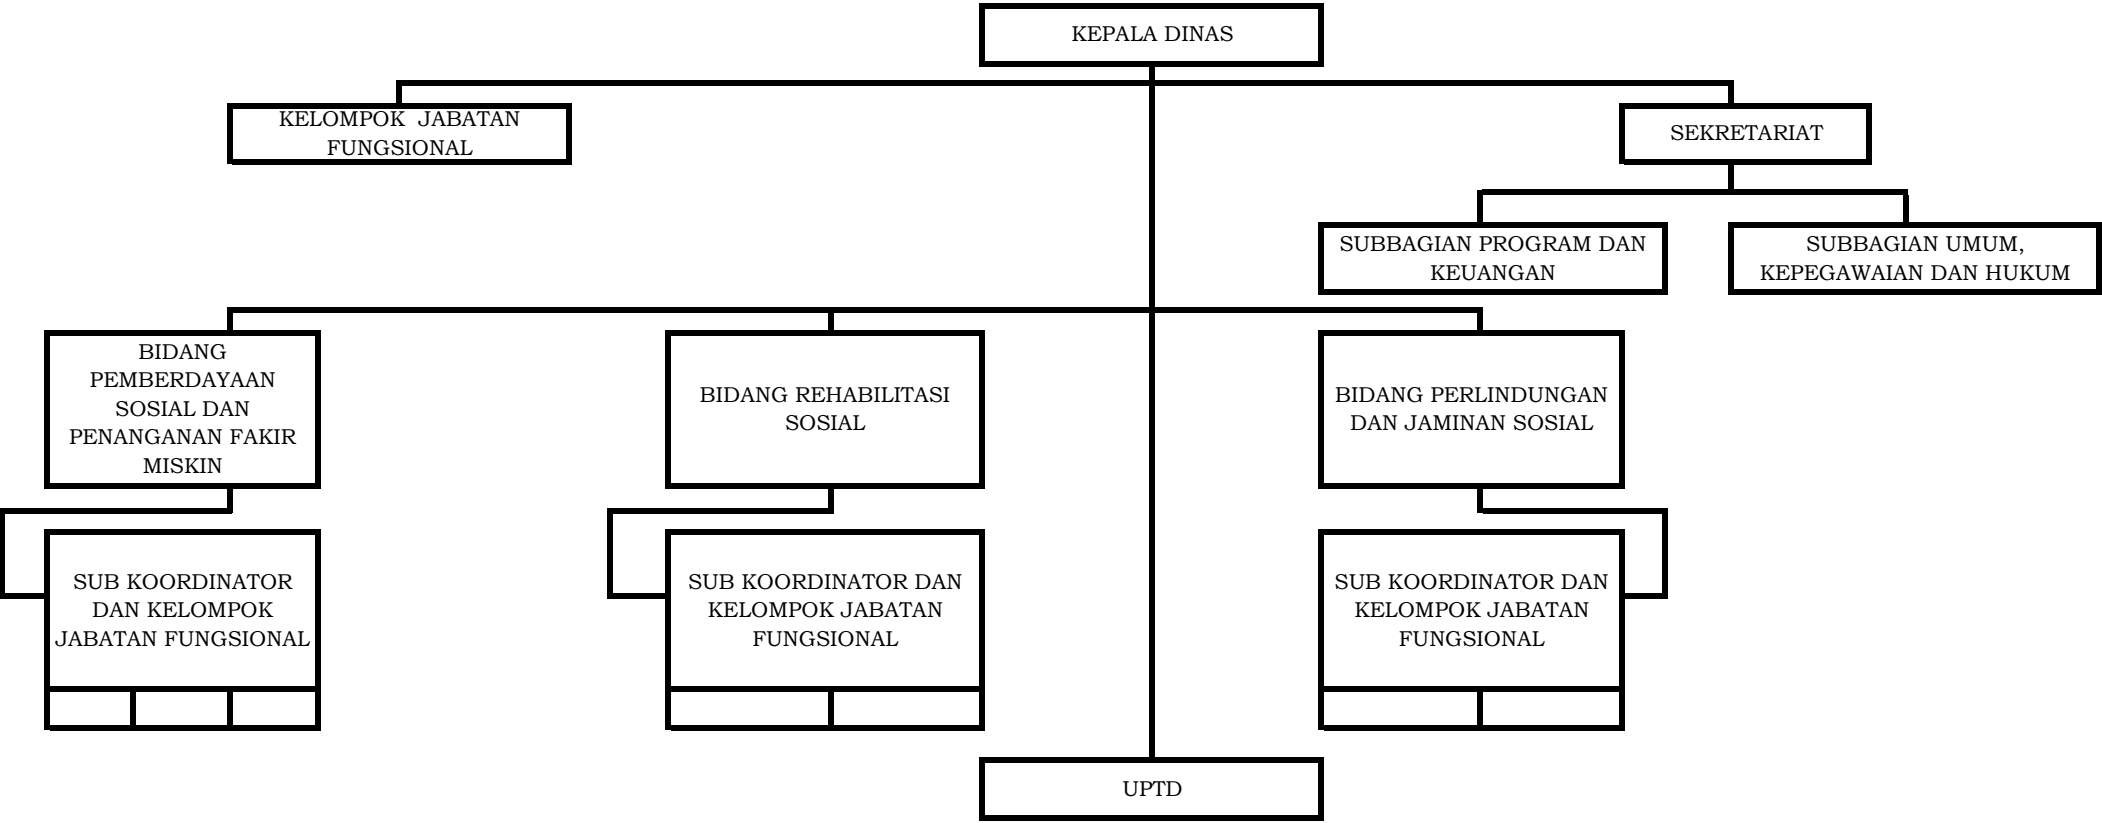 KEPALA DINAS
KELOMPOK JABATAN
FUNGSIONAL
SEKRETARIAT
SUBBAGIAN PROGRAM DAN
KEUANGAN
SUBBAGIAN UMUM,
KEPEGAWAIAN DAN HUKUM
BIDANG
PEMBERDAYAAN
SOSIAL DAN
PENANGANAN FAKIR
MISKIN
BIDANG REHABILITASI
SOSIAL
BIDANG PERLINDUNGAN
DAN JAMINAN SOSIAL
SUB KOORDINATOR
DAN KELOMPOK
JABATAN FUNGSIONAL
SUB KOORDINATOR DAN
KELOMPOK JABATAN
FUNGSIONAL
SUB KOORDINATOR DAN
KELOMPOK JABATAN
FUNGSIONAL
UPTD